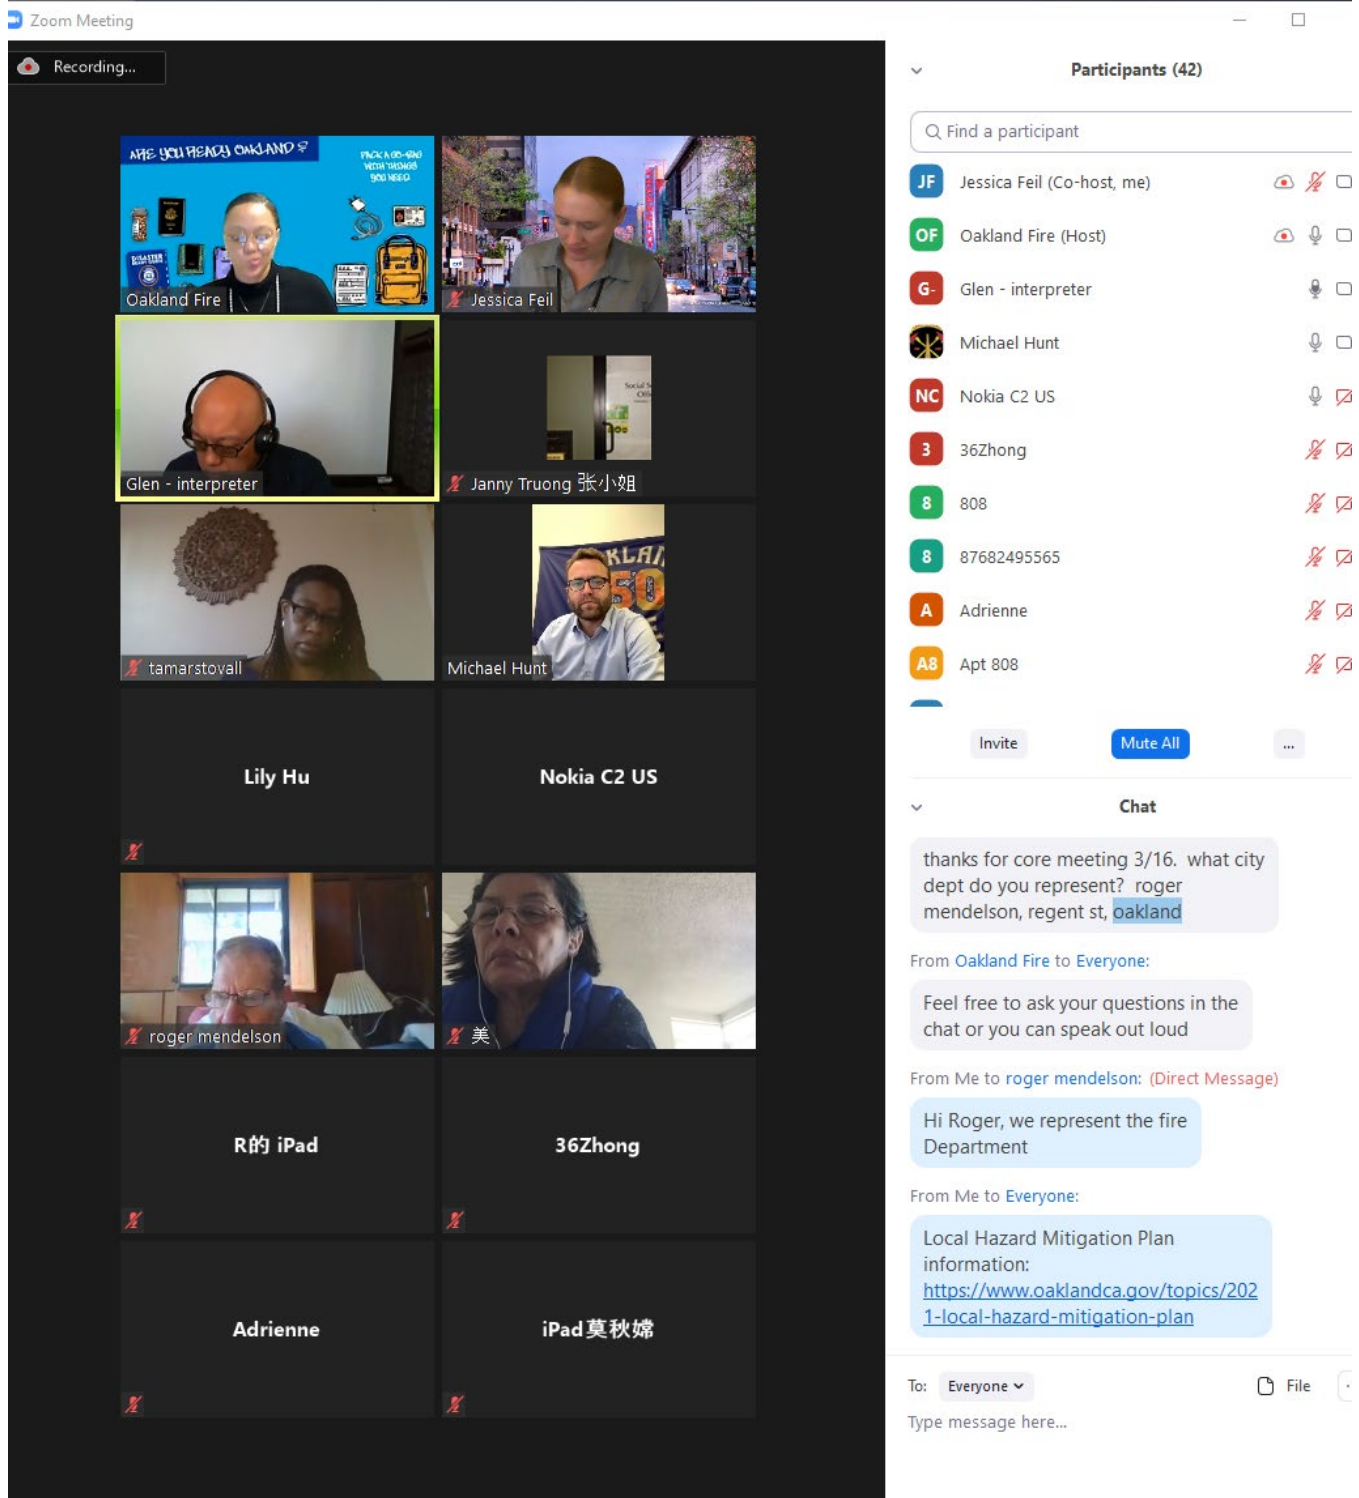 Zoom Meeting
Recording...
ARE YOU READY OAKLAND?
PACK A GO-BAG
WITH THINGS
YOU NEED
Oakland Fire
Jessica Feil
Glen - interpreter
Janny Truong 张小姐
tamarstovall
Michael Hunt
Lily Hu
Nokia C2 US
roger mendelson
美
R的 iPad
36Zhong
Adrienne
iPad莫秋嫦
Participants (42)
Find a participant
JF Jessica Feil (Co-host, me)
OF Oakland Fire (Host)
G- Glen - interpreter
Michael Hunt
NC Nokia C2 US
3 36Zhong
8 808
8 87682495565
A Adrienne
A8 Apt 808
Invite Mute All ...
Chat
thanks for core meeting 3/16. what city
dept do you represent? roger
mendelson, regent st, oakland
From Oakland Fire to Everyone:
Feel free to ask your questions in the
chat or you can speak out loud
From Me to roger mendelson: (Direct Message)
Hi Roger, we represent the fire
Department
From Me to Everyone:
Local Hazard Mitigation Plan
information:
https://www.oaklandca.gov/topics/202
1-local-hazard-mitigation-plan
To: Everyone File
Type message here...